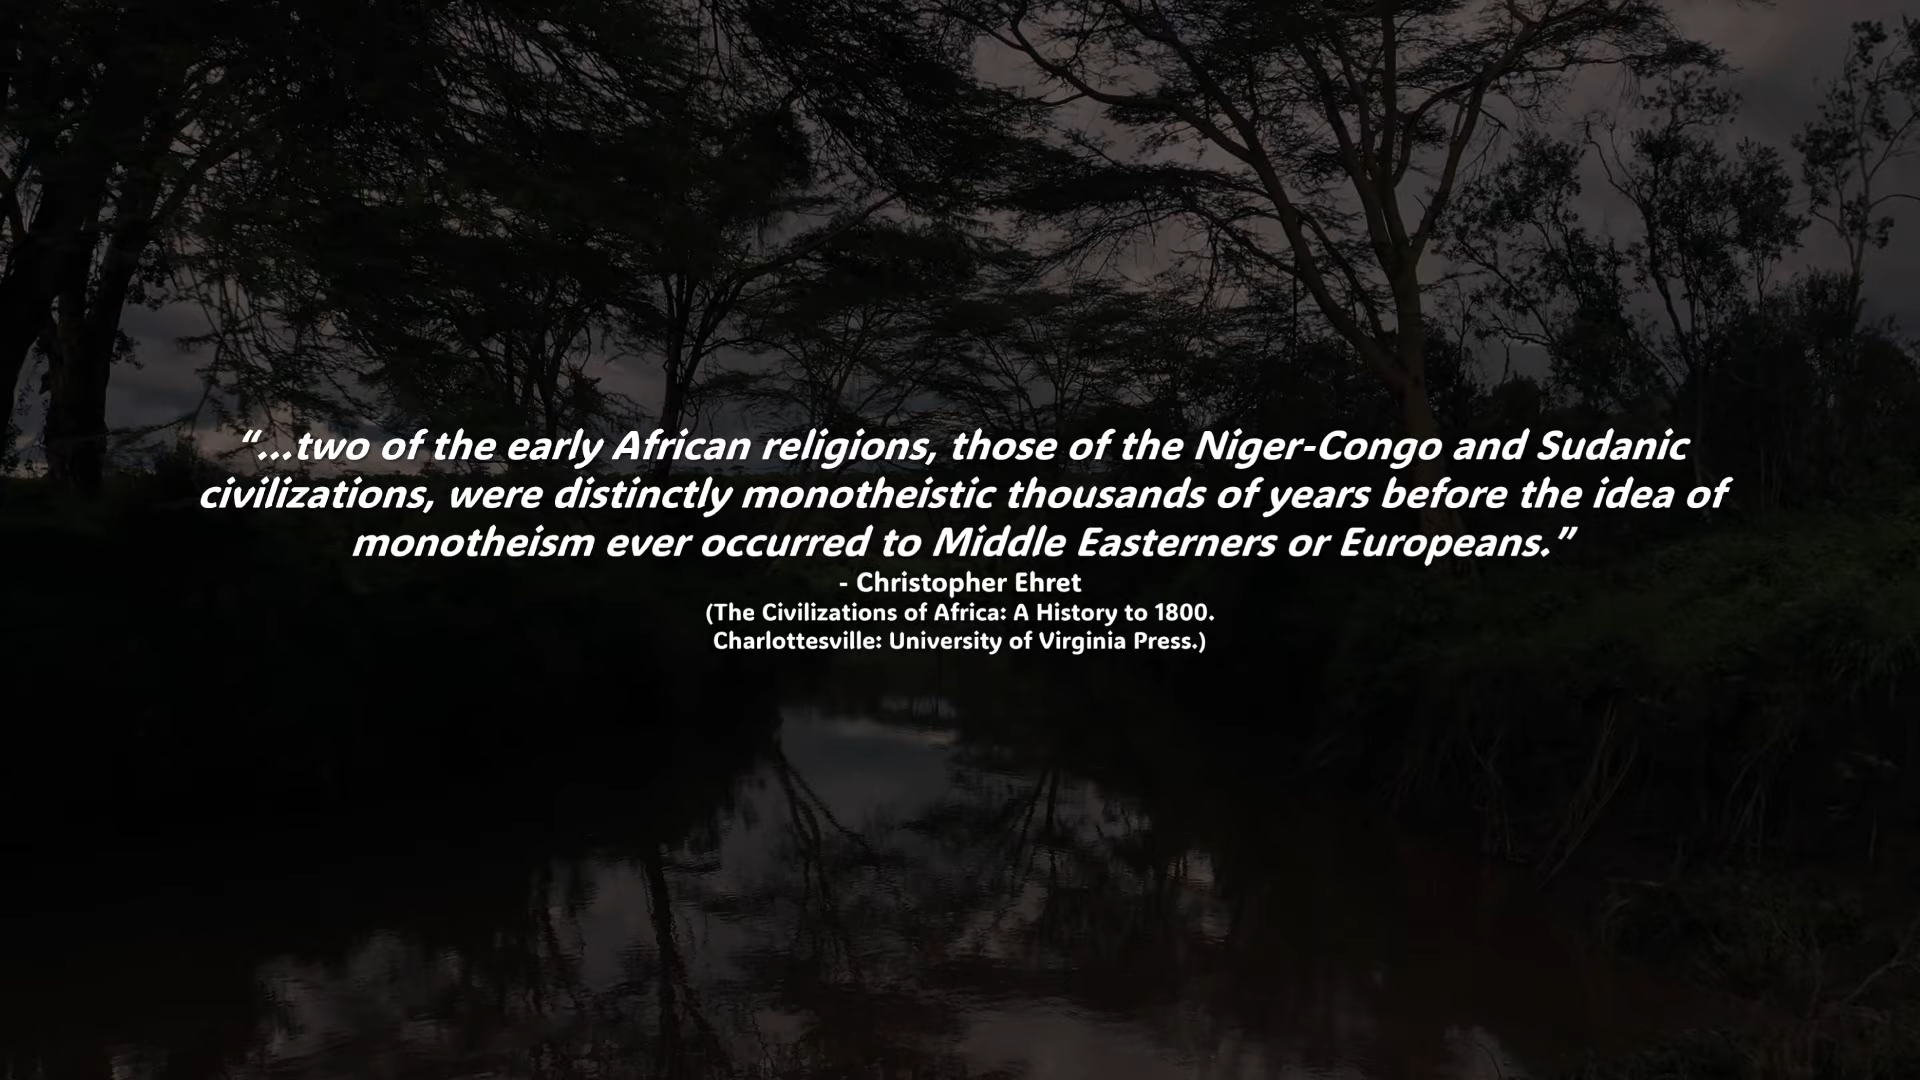 “...two of the early African religions, those of the Niger-Congo and Sudanic
civilizations, were distinctly monotheistic thousands of years before the idea of
monotheism ever occurred to Middle Easterners or Europeans.”
- Christopher Ehret
(The Civilizations of Africa: A History to 1800.
Charlottesville: University of Virginia Press.)